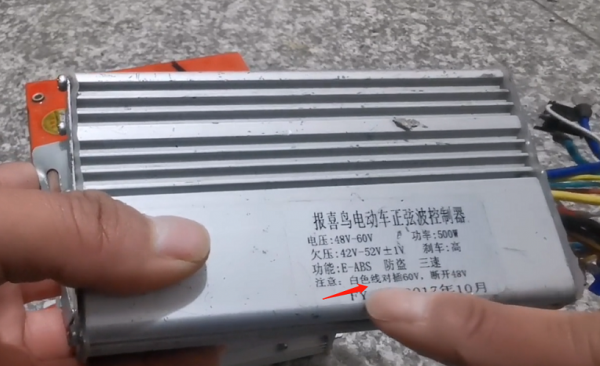 报喜鸟电动车正弦波控制器
电压:48V-60V 功率:500W
欠压:42V-52V±1V 刹车:高
功能:E-ABS 防盗 三速
注意: 白色线对插60V, 断开48V
FY 2017年10月